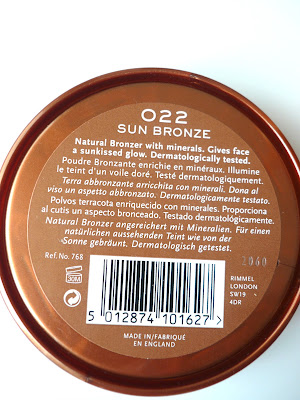 022
SUN BRONZE
Natural Bronzer with minerals. Gives face
a sunkissed glow. Dermatologically tested.
Poudre Bronzante enrichie en minéraux. Illumine
le teint d'un voile doré. Testé dermatologiquement.
Terra abbronzante arricchita con minerali. Dona al
viso un aspetto abbronzato. Dermatologicamente testato.
Polvos terracota enriquecido con minerales. Proporciona
al cutis un aspecto bronceado. Testado dermatológicamente.
Natural Bronzer angereichert mit Mineralien. Für einen
natürlichen aussehenden Teint wie von der
Sonne gebräunt. Dermatologisch getestet.
Ref. No. 768
30M
2060
RIMMEL
LONDON
SW19
4DR
5 012874 101627
MADE IN/FABRIQUÉ
EN ENGLAND